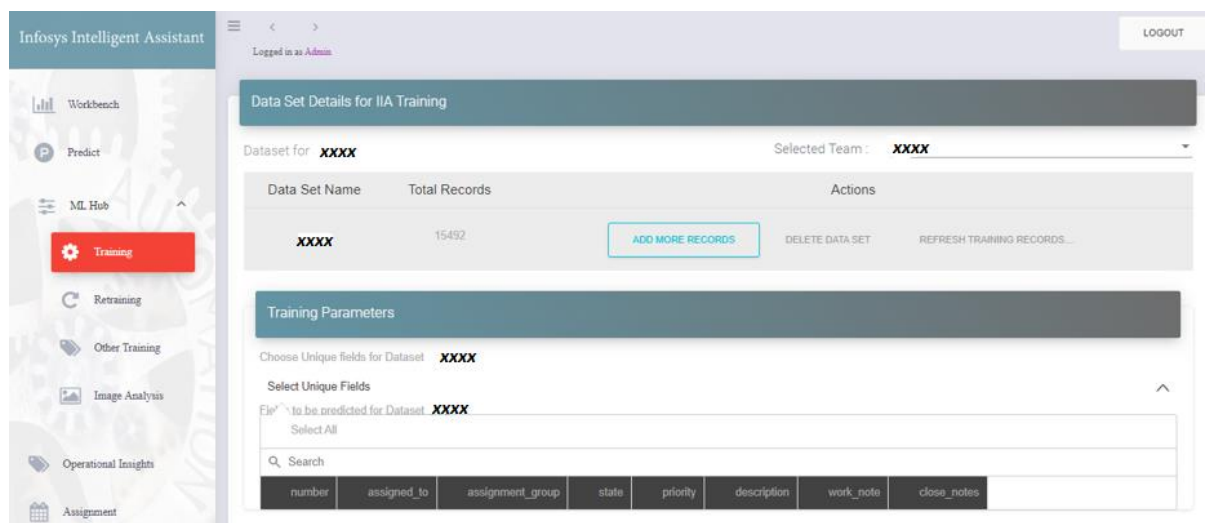 Infosys Intelligent Assistant
LOGOUT
Logged in as Admin
Workbench
Predict
ML Hub
Training
Retraining
Other Training
Image Analysis
Operational Insights
Assignment
Data Set Details for IIA Training
Dataset for XXXX
Selected Team : XXXX
Data Set Name Total Records Actions
XXXX 15492 ADD MORE RECORDS DELETE DATA SET REFRESH TRAINING RECORDS...
Training Parameters
Choose Unique fields for Dataset XXXX
Select Unique Fields
to be predicted for Dataset XXXX
Select All
Search
number assigned_to assignment_group state priority description work_note close_notes